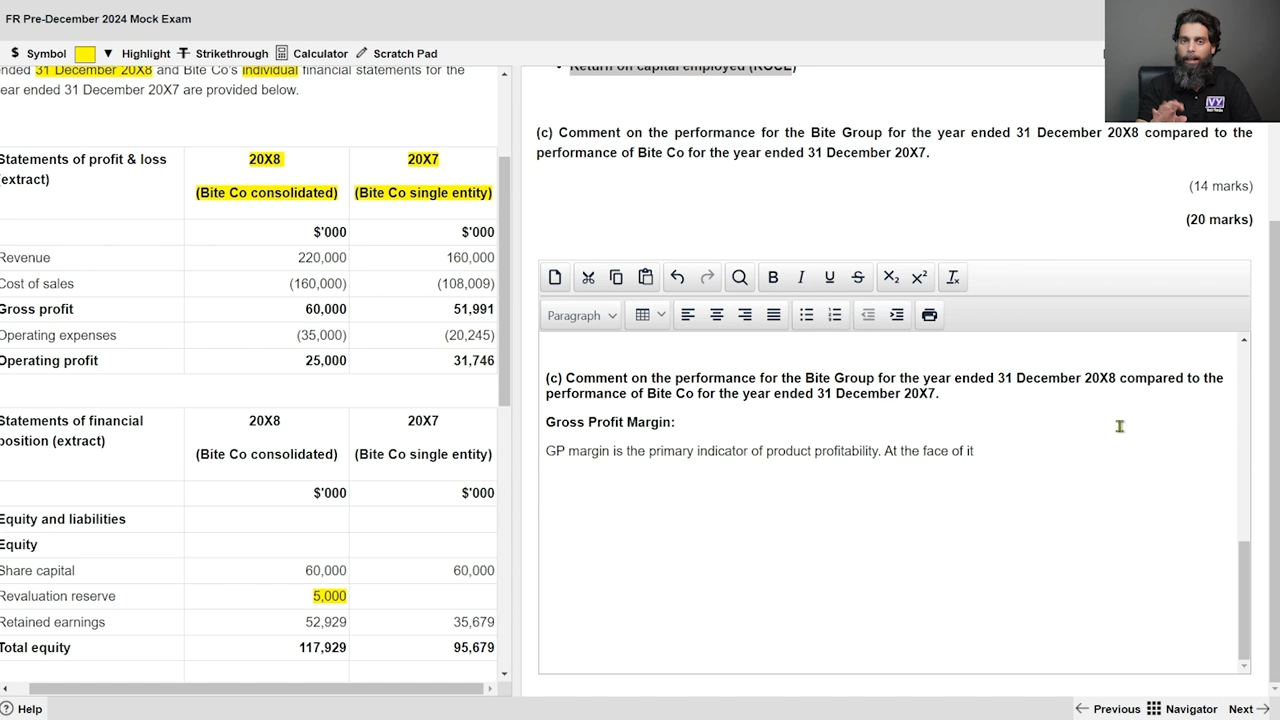 FR Pre-December 2024 Mock Exam
$ Symbol Highlight Strikethrough Calculator Scratch Pad
ended 31 December 20X8 and Bite Co's individual financial statements for the
ear ended 31 December 20X7 are provided below.
Statements of profit & loss (extract) 20X8 (Bite Co consolidated) 20X7 (Bite Co single entity)
$'000 $'000
Revenue 220,000 160,000
Cost of sales (160,000) (108,009)
Gross profit 60,000 51,991
Operating expenses (35,000) (20,245)
Operating profit 25,000 31,746
Statements of financial position (extract) 20X8 (Bite Co consolidated) 20X7 (Bite Co single entity)
$'000 $'000
Equity and liabilities
Equity
Share capital 60,000 60,000
Revaluation reserve 5,000
Retained earnings 52,929 35,679
Total equity 117,929 95,679
Help
• Return on capital employed (ROCE)
(c) Comment on the performance for the Bite Group for the year ended 31 December 20X8 compared to the
performance of Bite Co for the year ended 31 December 20X7.
(14 marks)
(20 marks)
Paragraph
(c) Comment on the performance for the Bite Group for the year ended 31 December 20X8 compared to the
performance of Bite Co for the year ended 31 December 20X7.
Gross Profit Margin:
GP margin is the primary indicator of product profitability. At the face of it
Previous Navigator Next
IVY